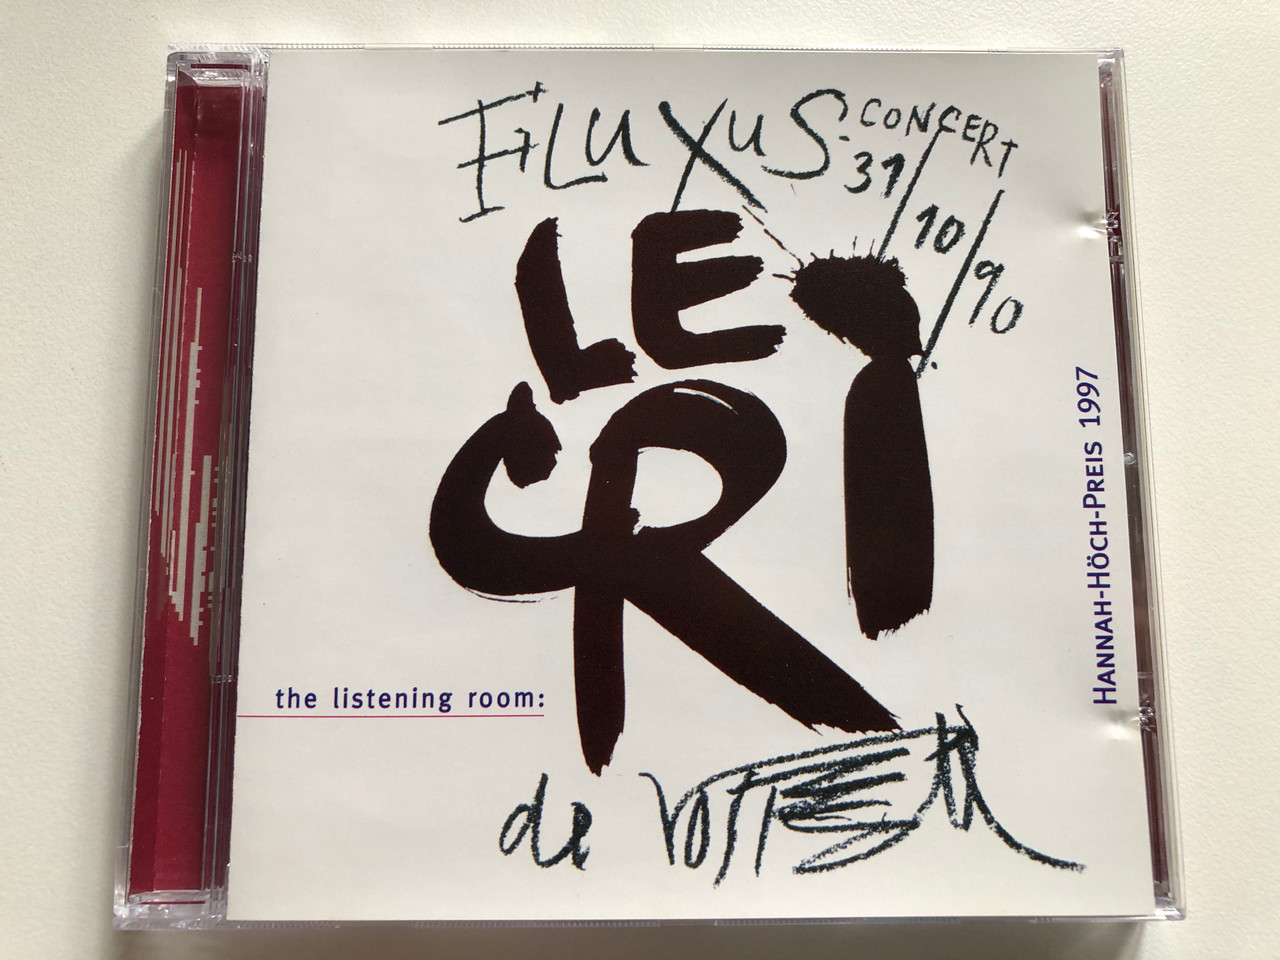 FLUXUS-CONCERT
31/10/90
LE
CRI
the listening room:
de VOSTELL
HANNAH-HÖCH-PREIS 1997